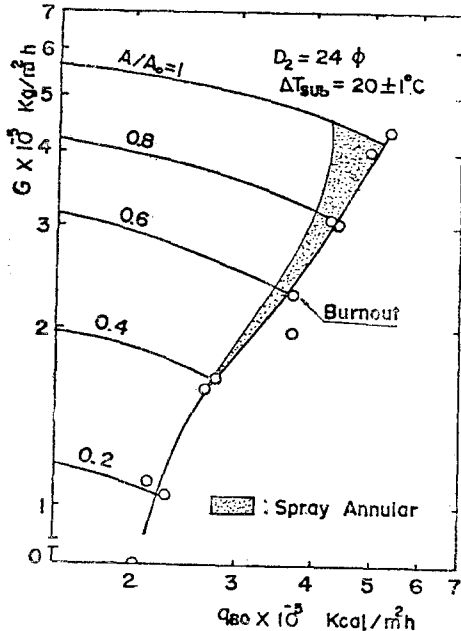 7
6
5
4
3
2
1
0
G X 10⁻⁵ Kg/m²h
A/A₀=1
0.8
0.6
0.4
0.2
D₂ = 24 φ
ΔT_SUB = 20±1°C
Burnout
: Spray Annular
2 3 4 5 6
q_BO X 10⁻⁵ Kcal/m²h